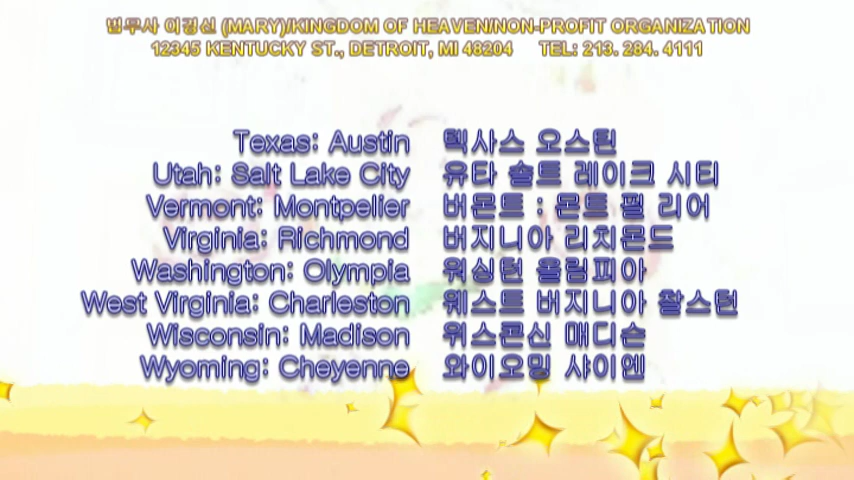 법무사 이경신 (MARY)/KINGDOM OF HEAVEN/NON-PROFIT ORGANIZATION
12345 KENTUCKY ST., DETROIT, MI 48204 TEL: 213. 284. 4111
Texas: Austin 텍사스 오스틴
Utah: Salt Lake City 유타 솔트 레이크 시티
Vermont: Montpelier 버몬트 : 몬트 필 리어
Virginia: Richmond 버지니아 리치몬드
Washington: Olympia 워싱턴 올림피아
West Virginia: Charleston 웨스트 버지니아 찰스턴
Wisconsin: Madison 위스콘신 매디슨
Wyoming: Cheyenne 와이오밍 샤이엔